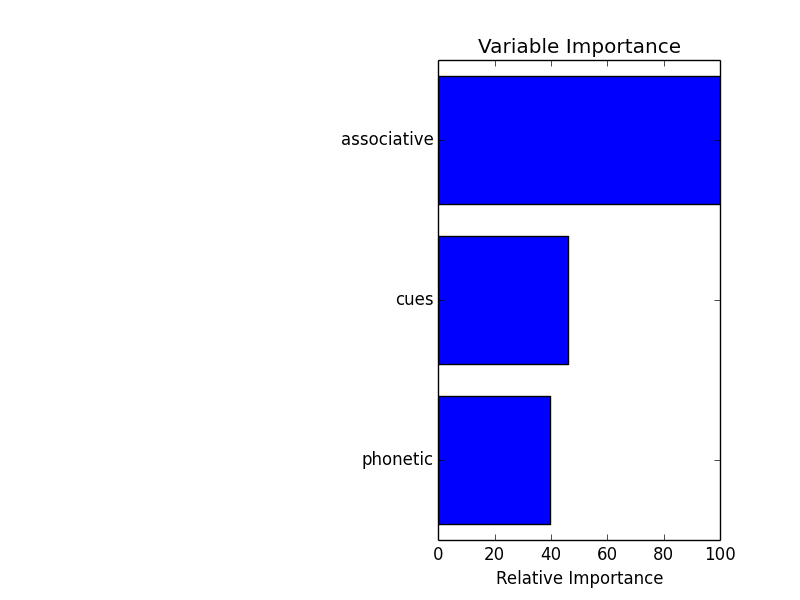 Variable Importance
associative
cues
phonetic
0 20 40 60 80 100
Relative Importance